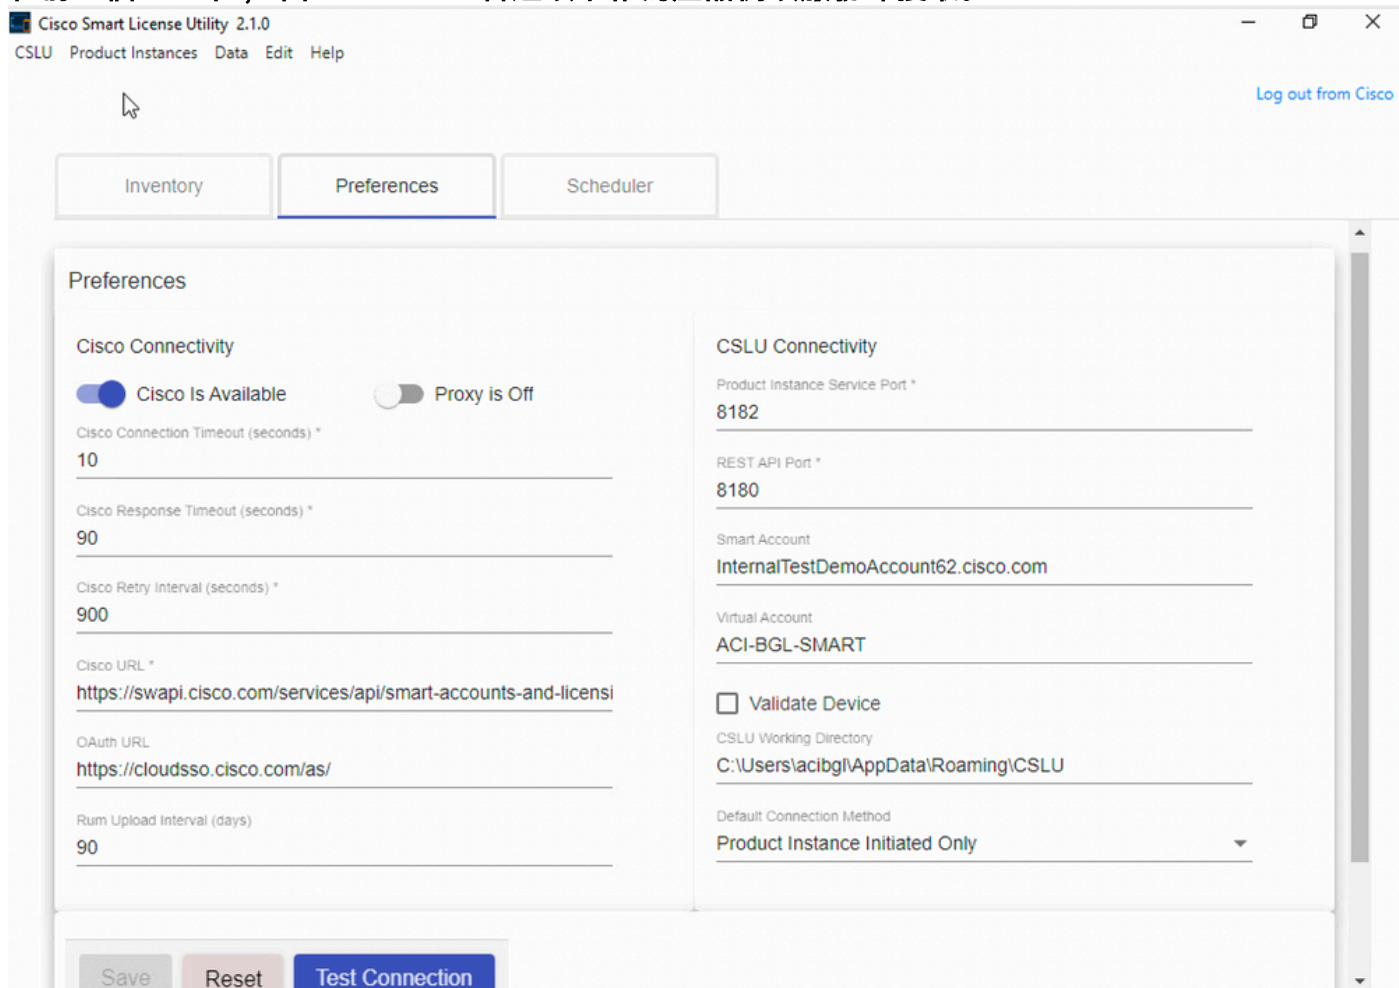 Cisco Smart License Utility 2.1.0
CSLU Product Instances Data Edit Help
Log out from Cisco
Inventory Preferences Scheduler
Preferences
Cisco Connectivity
Cisco Is Available Proxy is Off
Cisco Connection Timeout (seconds) *
10
Cisco Response Timeout (seconds) *
90
Cisco Retry Interval (seconds) *
900
Cisco URL *
https://swapi.cisco.com/services/api/smart-accounts-and-licensi
OAuth URL
https://cloudsso.cisco.com/as/
Rum Upload Interval (days)
90
CSLU Connectivity
Product Instance Service Port *
8182
REST API Port *
8180
Smart Account
InternalTestDemoAccount62.cisco.com
Virtual Account
ACI-BGL-SMART
Validate Device
CSLU Working Directory
C:\Users\acibgl\AppData\Roaming\CSLU
Default Connection Method
Product Instance Initiated Only
Save Reset Test Connection